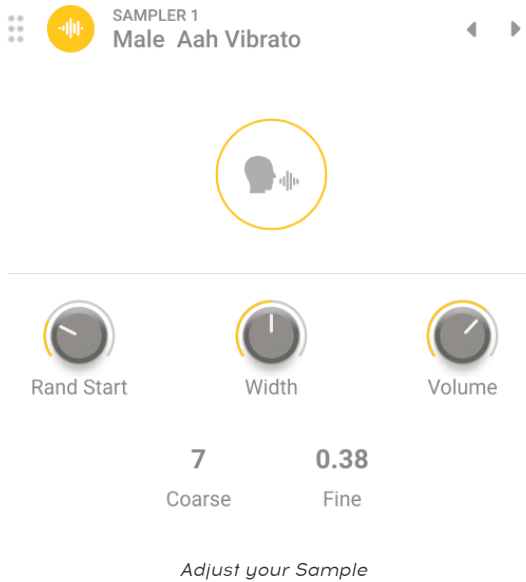 SAMPLER 1
Male Aah Vibrato
Rand Start Width Volume
7 0.38
Coarse Fine
Adjust your Sample